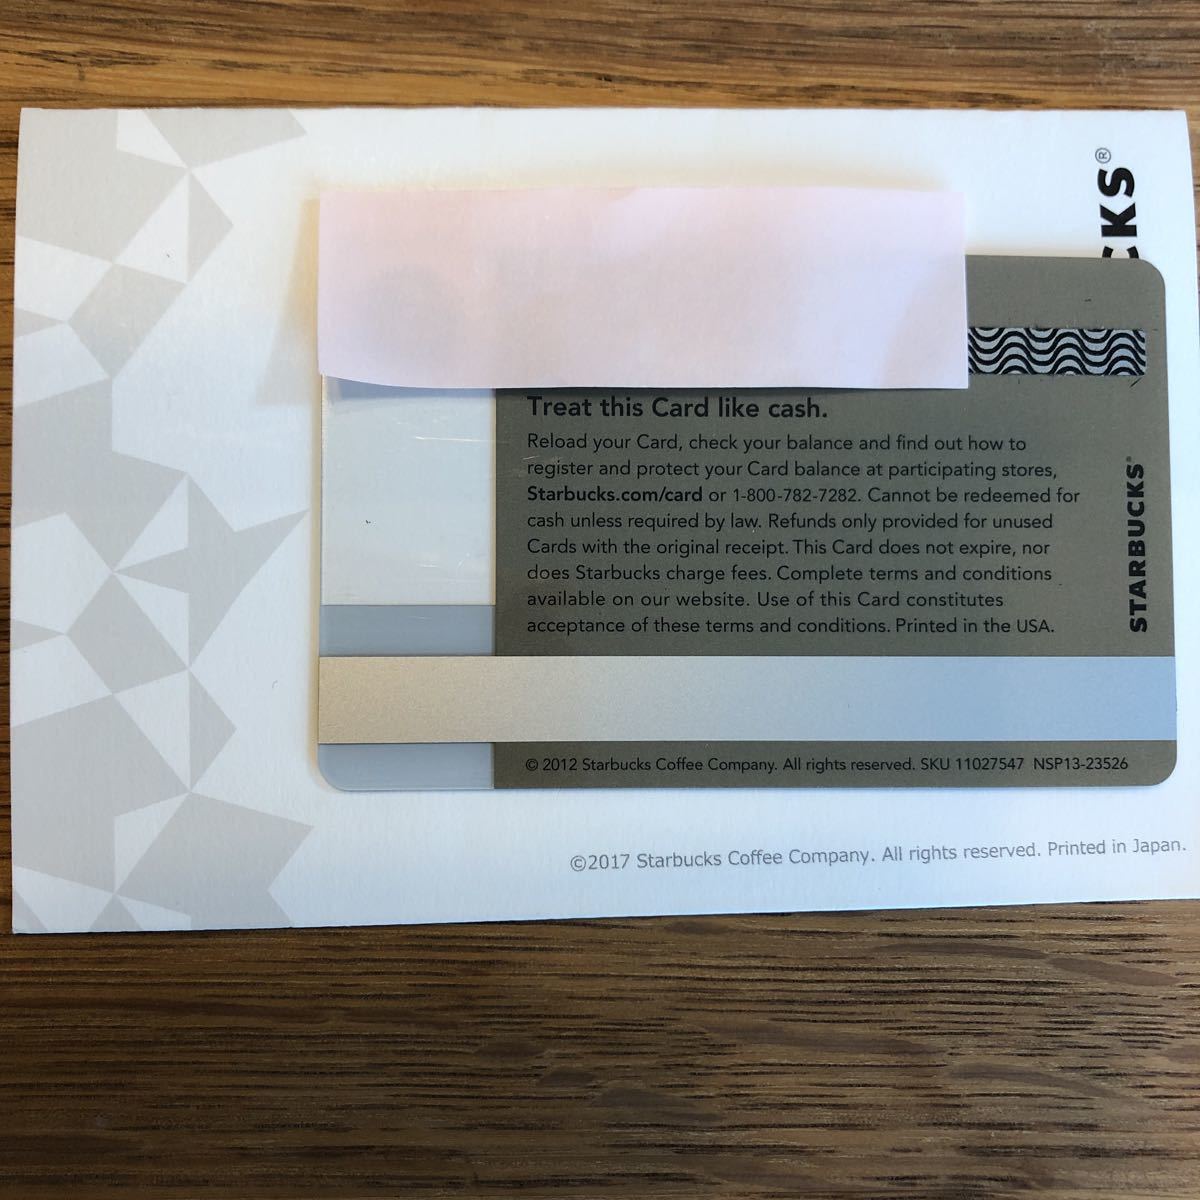 CKS®
Treat this Card like cash.
Reload your Card, check your balance and find out how to
register and protect your Card balance at participating stores,
Starbucks.com/card or 1-800-782-7282. Cannot be redeemed for
cash unless required by law. Refunds only provided for unused
Cards with the original receipt. This Card does not expire, nor
does Starbucks charge fees. Complete terms and conditions
available on our website. Use of this Card constitutes
acceptance of these terms and conditions. Printed in the USA.
STARBUCKS®
© 2012 Starbucks Coffee Company. All rights reserved. SKU 11027547 NSP13-23526
©2017 Starbucks Coffee Company. All rights reserved. Printed in Japan.